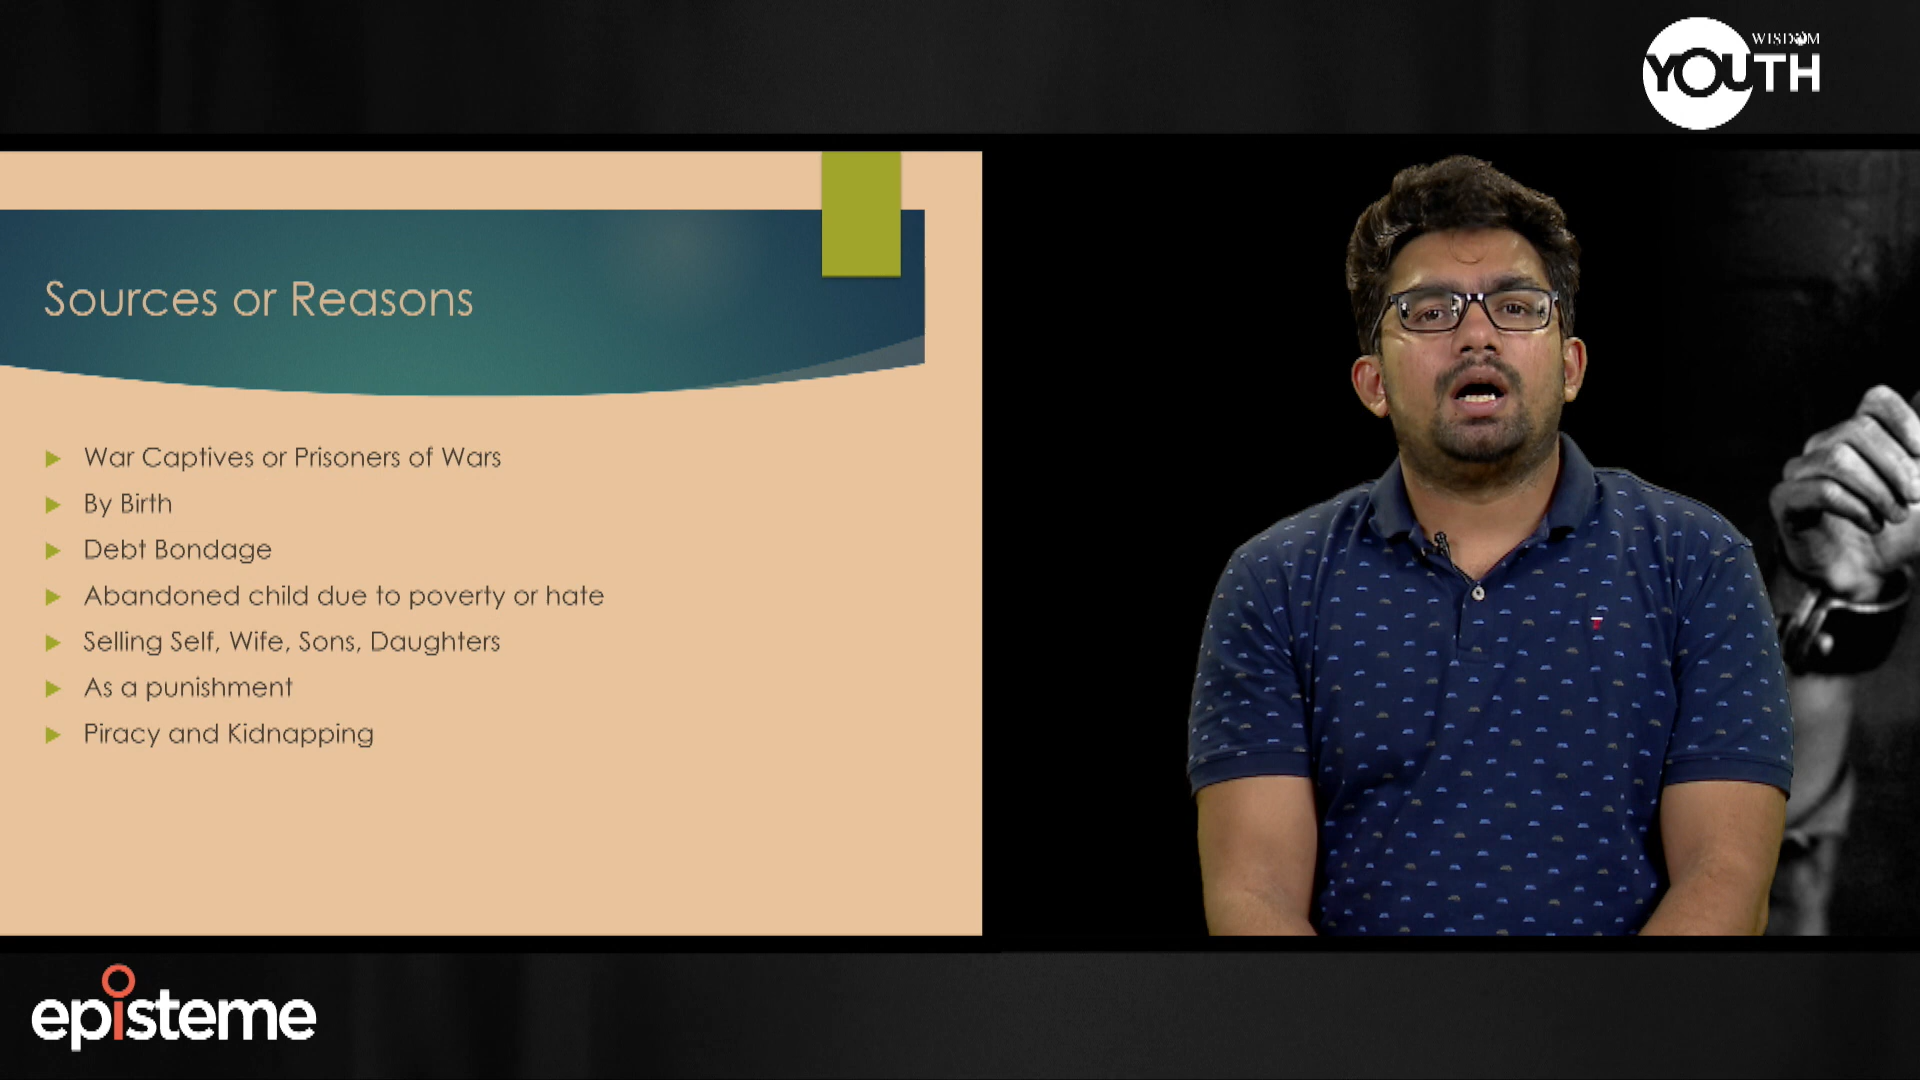 WISDOM
YOUTH
Sources or Reasons
War Captives or Prisoners of Wars
By Birth
Debt Bondage
Abandoned child due to poverty or hate
Selling Self, Wife, Sons, Daughters
As a punishment
Piracy and Kidnapping
episteme